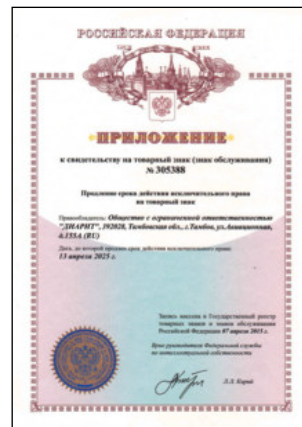 РОССИЙСКАЯ ФЕДЕРАЦИЯ
ПРИЛОЖЕНИЕ
к свидетельству на товарный знак (знак обслуживания)
№ 305388
Продление срока действия исключительного права
на товарный знак
Правообладатель: Общество с ограниченной ответственностью
392028, Тамбовская обл., г.Тамбов, ул.Авиационная,
(RU)
Дата, до которой продлен срок действия исключительного права:
13 апреля 2025 г.
Запись внесена в Государственный реестр
товарных знаков и знаков обслуживания
Российской Федерации 07 апреля 2015 г.
Врио руководителя Федеральной службы
по интеллектуальной собственности
Л.Л. Кирий